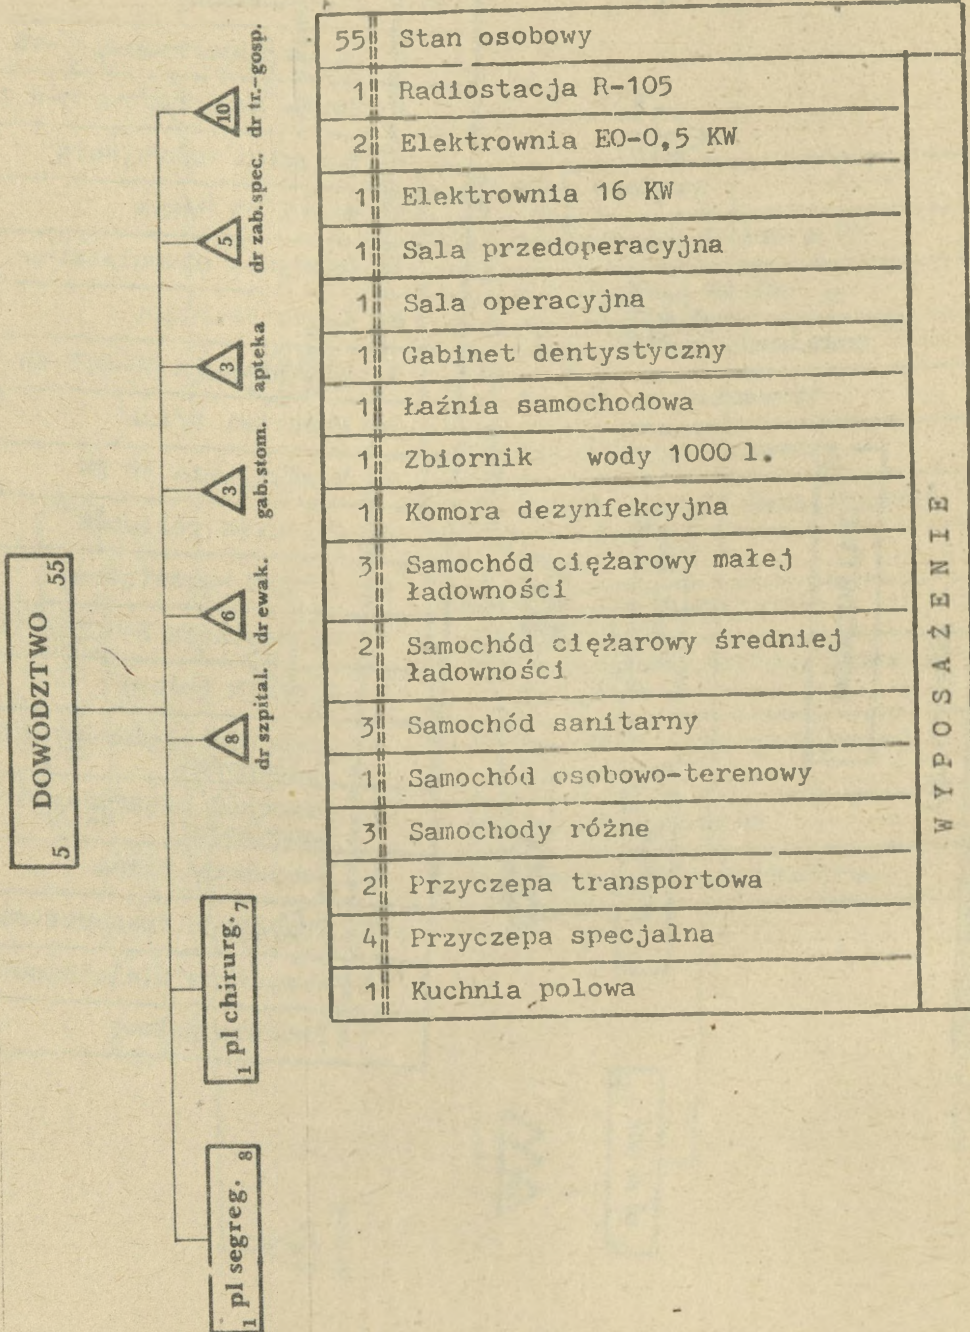 DOWÓDZTWO
5 55
1 pl segreg. 8
1 pl chirurg. 7
8
dr szpital.
6
dr ewak.
3
gab.stom.
3
apteka
5
dr zab.spec.
10
dr tr.-gosp.
55 Stan osobowy
1 Radiostacja R-105
2 Elektrownia EO-0,5 KW
1 Elektrownia 16 KW
1 Sala przedoperacyjna
1 Sala operacyjna
1 Gabinet dentystyczny
1 Łaźnia samochodowa
1 Zbiornik wody 1000 l.
1 Komora dezynfekcyjna
3 Samochód ciężarowy małej
ładowności
2 Samochód ciężarowy średniej
ładowności
3 Samochód sanitarny
1 Samochód osobowo-terenowy
3 Samochody różne
2 Przyczepa transportowa
4 Przyczepa specjalna
1 Kuchnia polowa
WYPOSAŻENIE